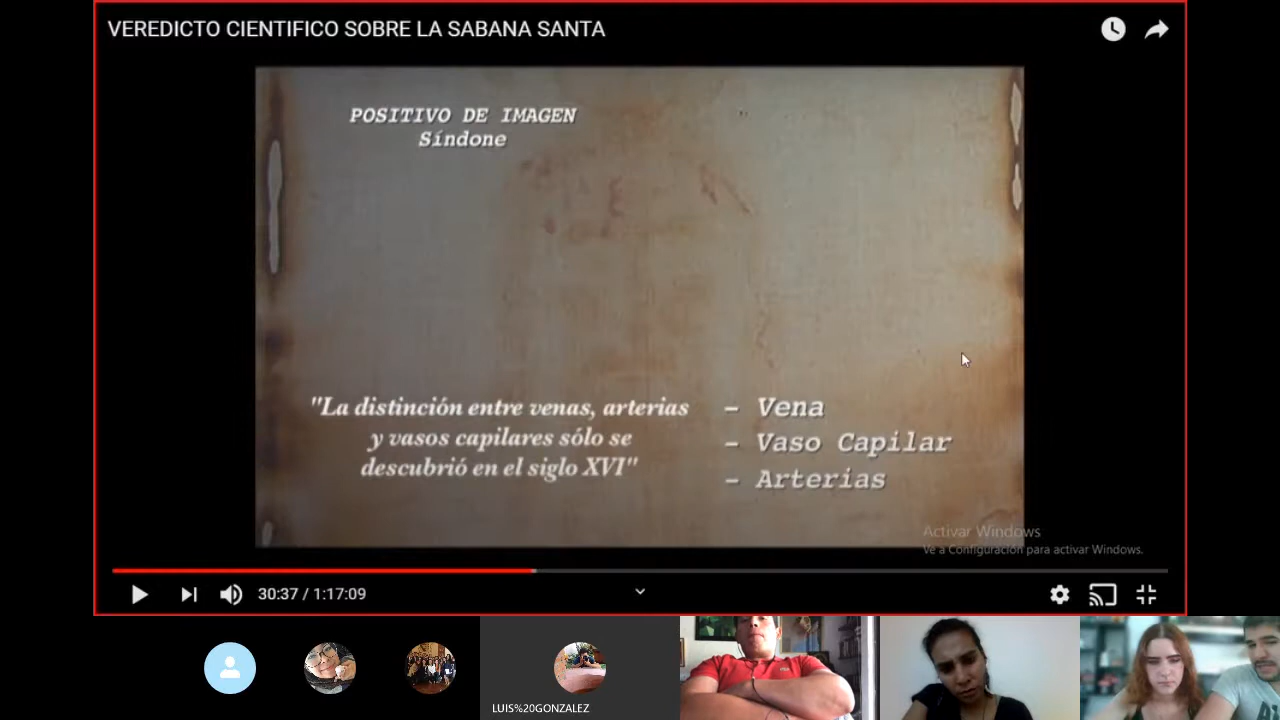 VEREDICTO CIENTIFICO SOBRE LA SABANA SANTA
POSITIVO DE IMAGEN
Síndone
"La distinción entre venas, arterias
y vasos capilares sólo se
descubrió en el siglo XVI"
– Vena
– Vaso Capilar
– Arterias
Activar Windows
Ve a Configuración para activar Windows.
30:37 / 1:17:09
LUIS%20GONZALEZ